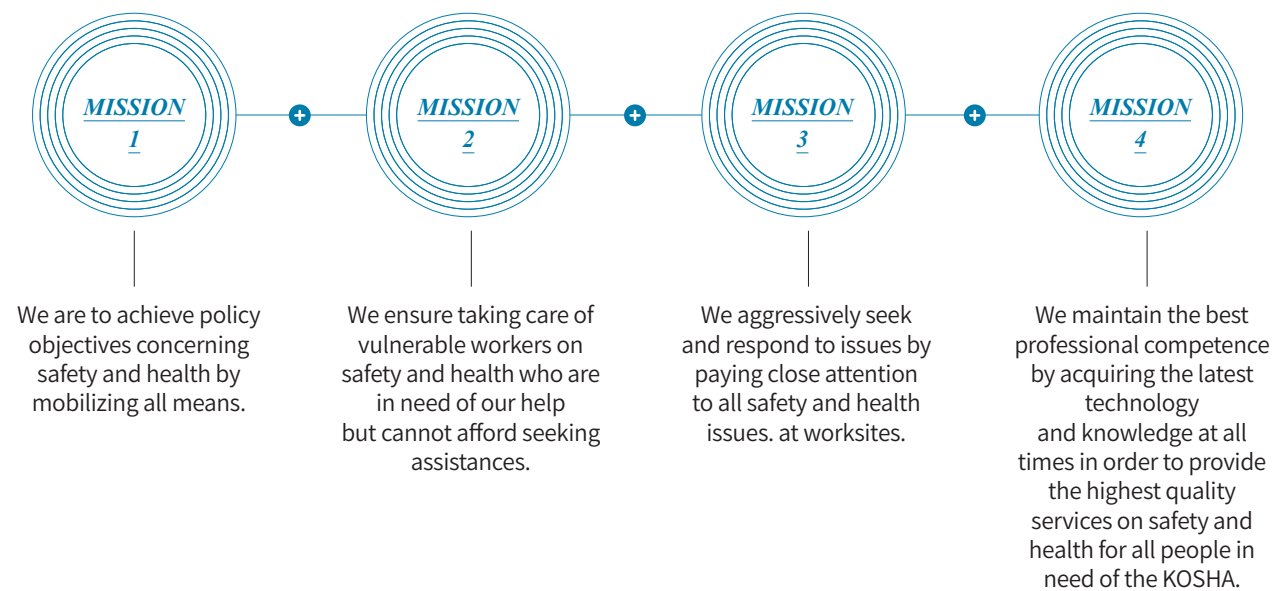 MISSION
1
We are to achieve policy
objectives concerning
safety and health by
mobilizing all means.
MISSION
2
We ensure taking care of
vulnerable workers on
safety and health who are
in need of our help
but cannot afford seeking
assistances.
MISSION
3
We aggressively seek
and respond to issues by
paying close attention
to all safety and health
issues. at worksites.
MISSION
4
We maintain the best
professional competence
by acquiring the latest
technology
and knowledge at all
times in order to provide
the highest quality
services on safety and
health for all people in
need of the KOSHA.